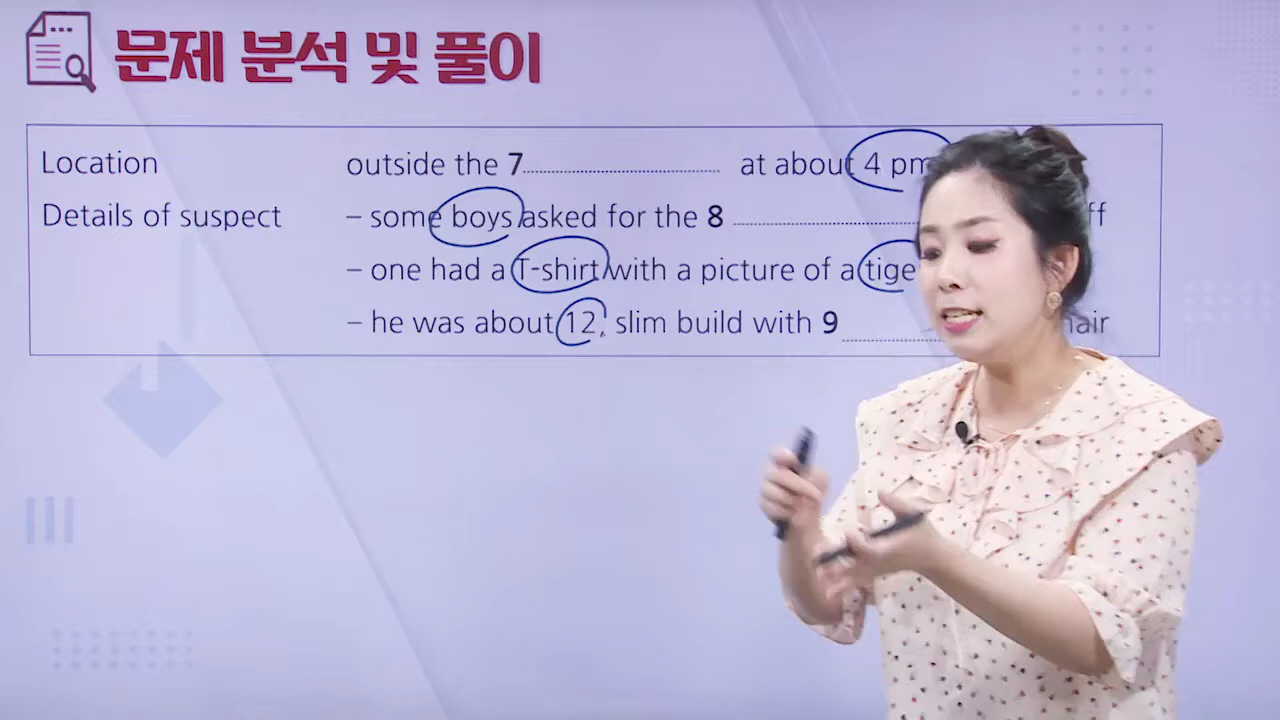 문제 분석 및 풀이
Location outside the 7........................ at about 4 pm
Details of suspect – some boys asked for the 8 ........................
– one had a T-shirt with a picture of a
– he was about 12, slim build with 9 ........................ hair